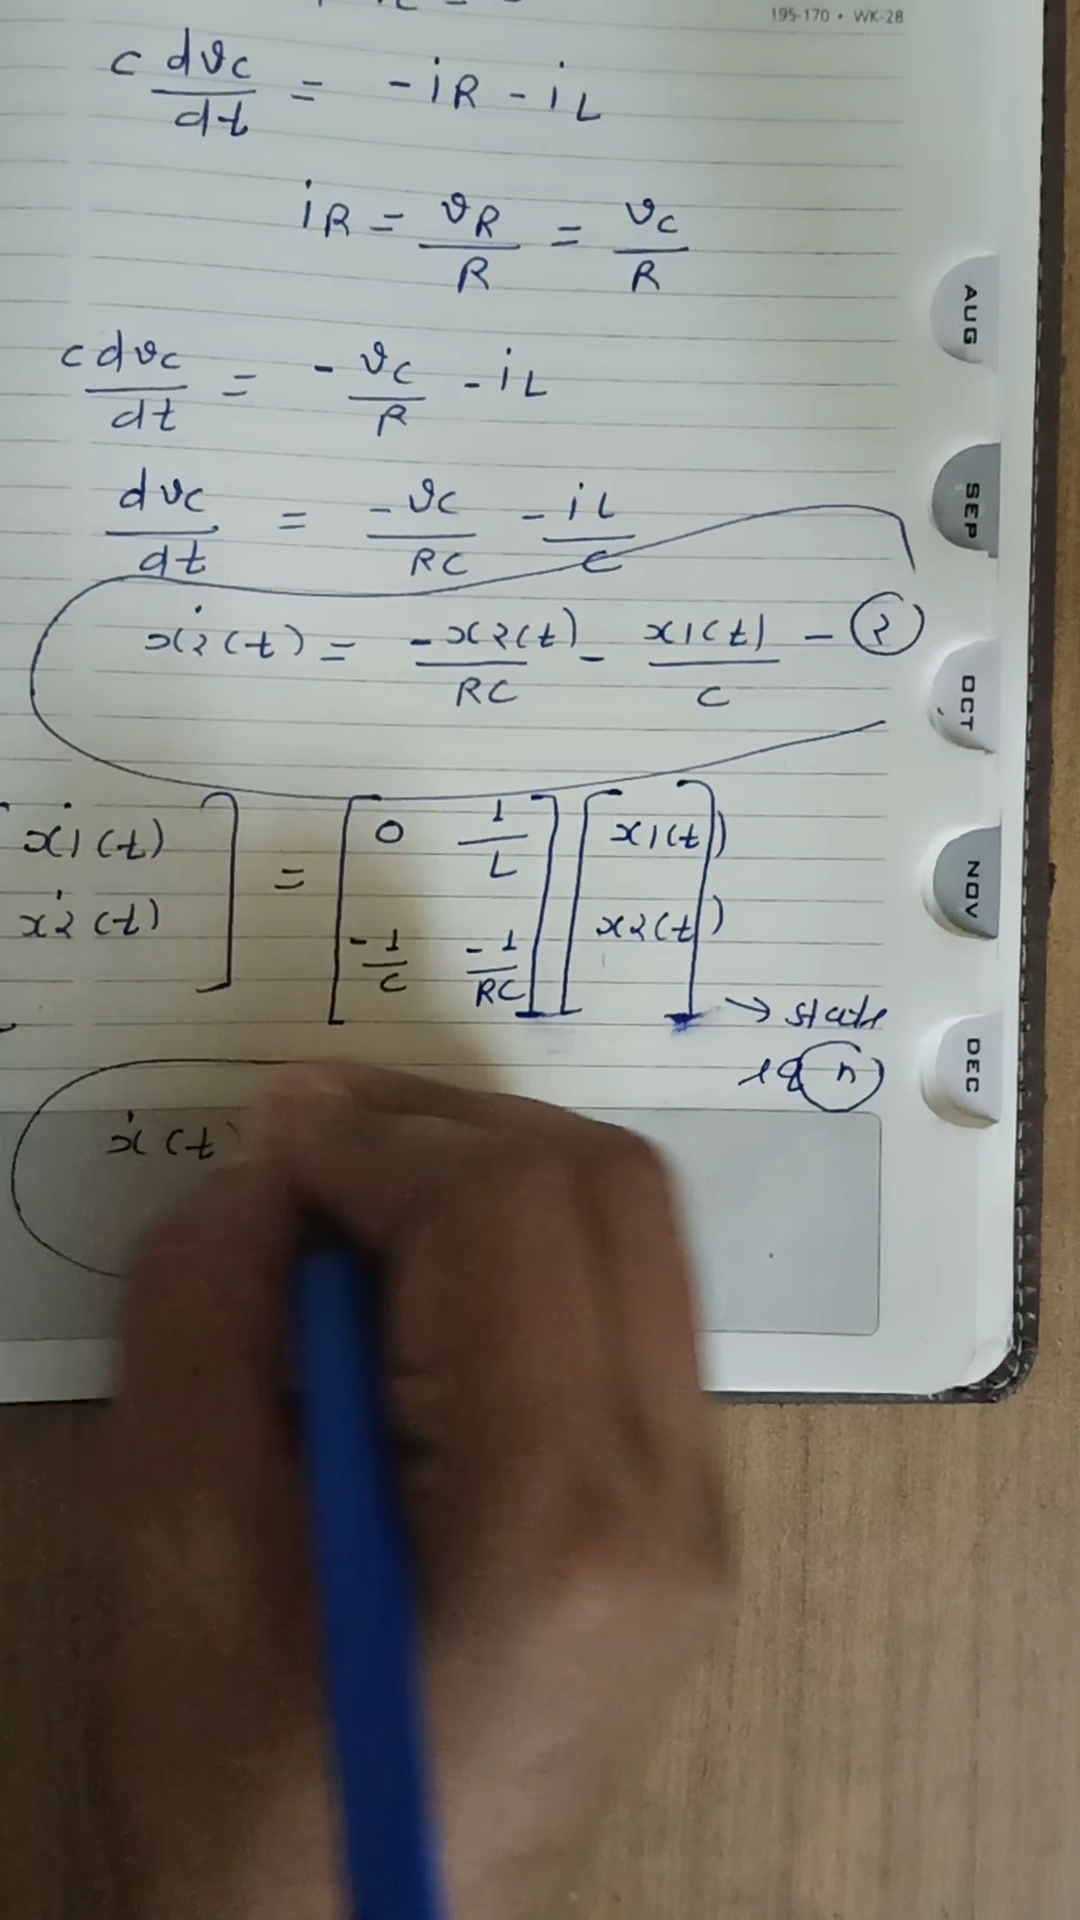 195-170 • WK-28
C dvc/dt = -iR - iL
iR = vR/R = vc/R
c dvc/dt = - vc/R - iL
dvc/dt = -vc/RC - iL/C
ẋ2(t) = -x2(t)/RC - x1(t)/C - (2)
[ẋ1(t) ẋ2(t)] = [0 1/L -1/C -1/RC] [x1(t) x2(t)] → state
eq(n)
ẋ(t)
AUG
SEP
OCT
NOV
DEC